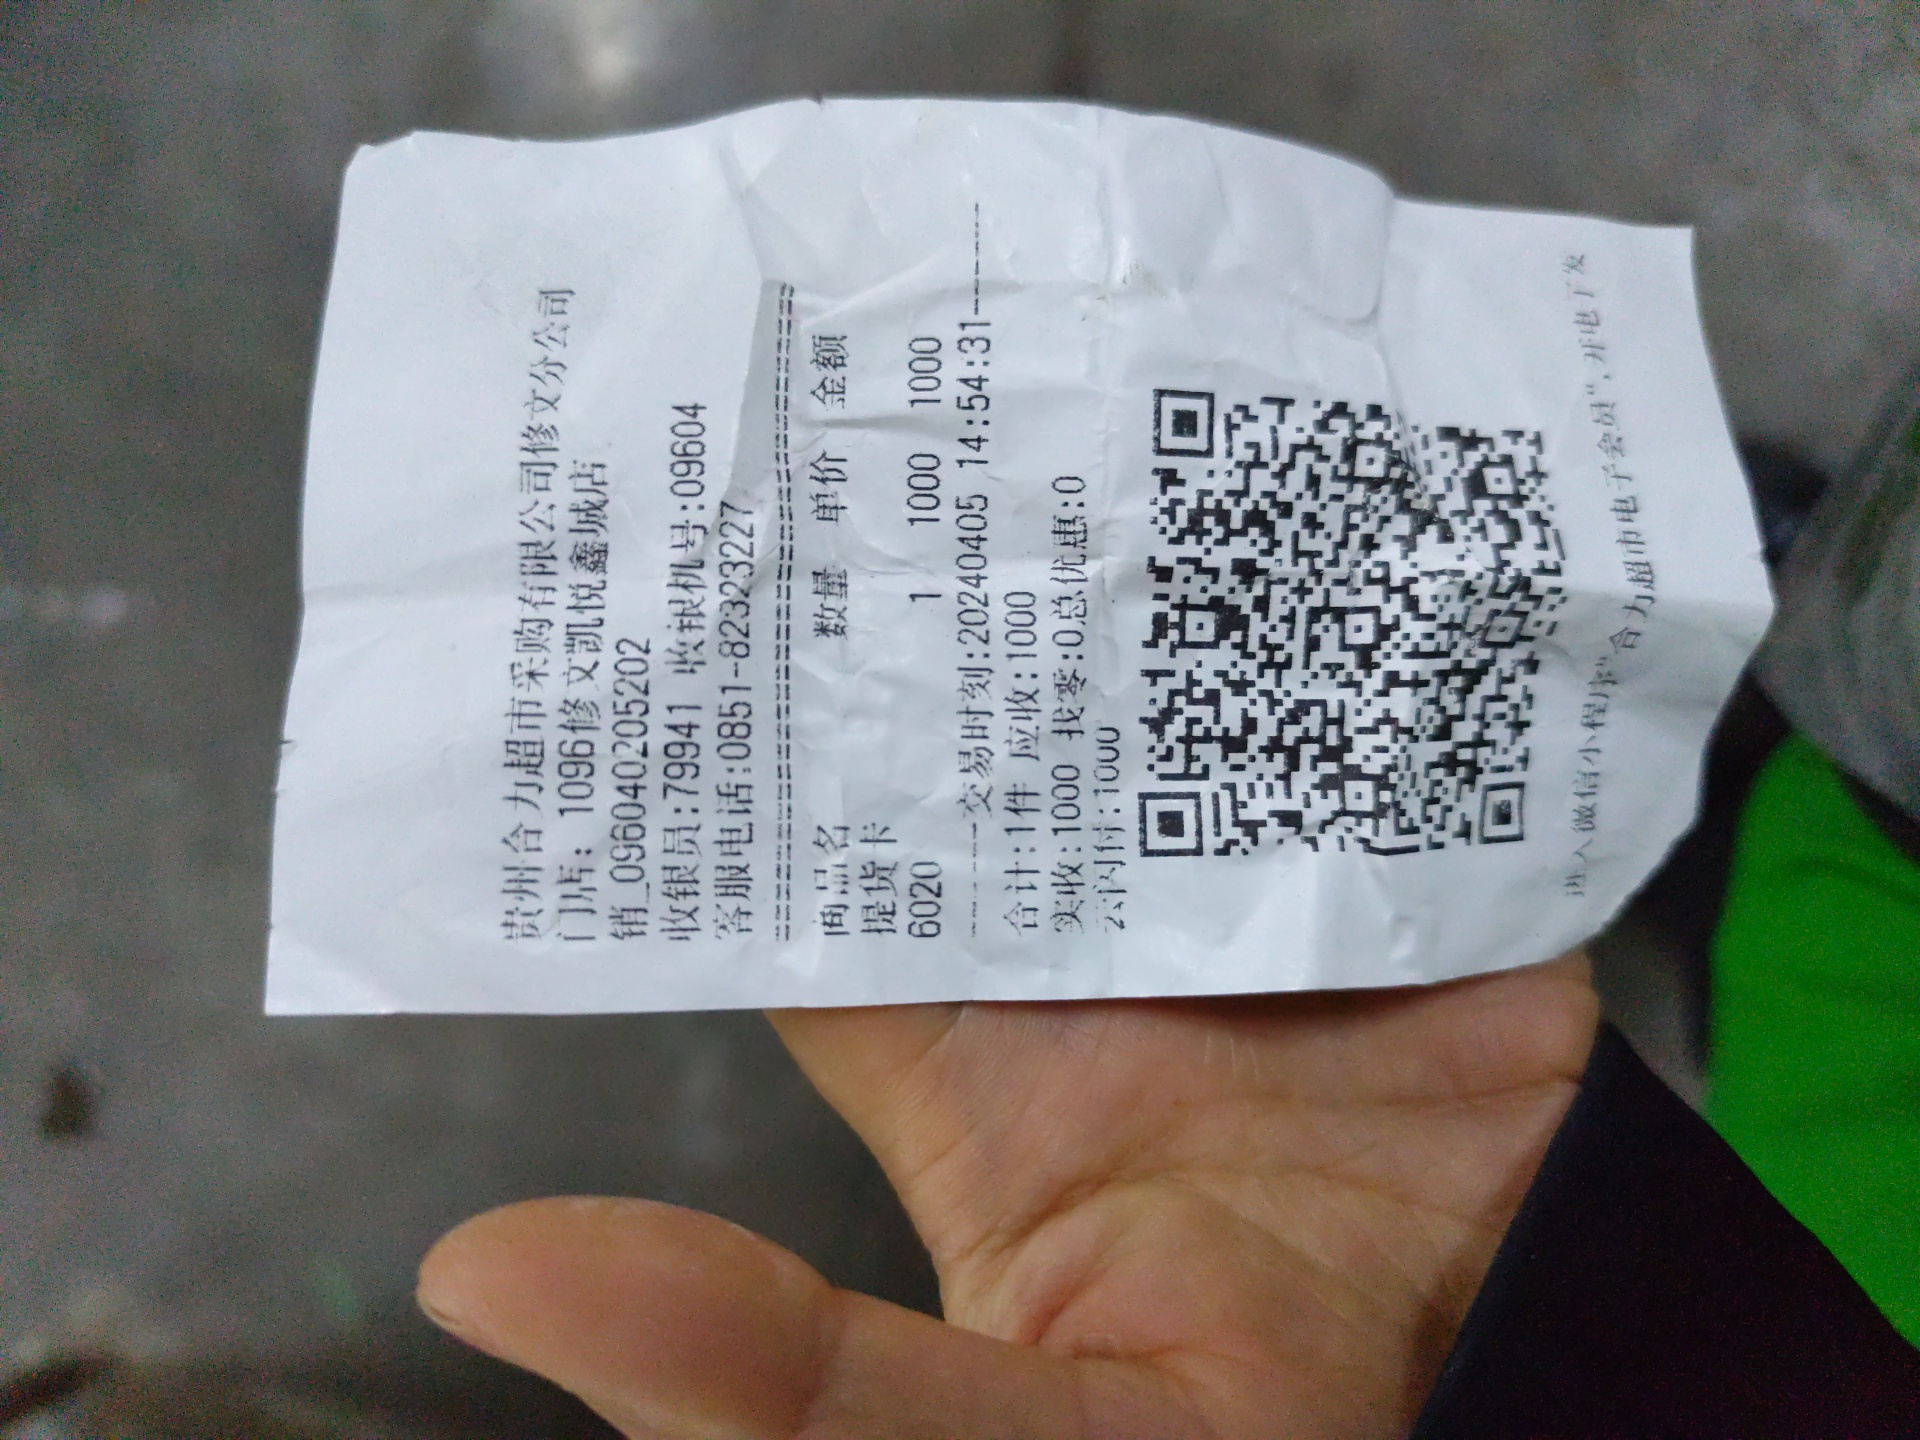 贵州合力超市采购有限公司修文分公司
门店: 1096修文凯悦鑫城店
销_0960402052​02
收银员:79941 收银机号:09604
客服电话:0851-82323227
商品名 数量 单价 金额
提货卡
6020 1 1000 1000
交易时刻:20240405 14:54:31
合计:1件 应收:1000
实收:1000 找零:0总优惠:0
云闪付:1000
进入微信小程序"合力超市电子会员",开电子发